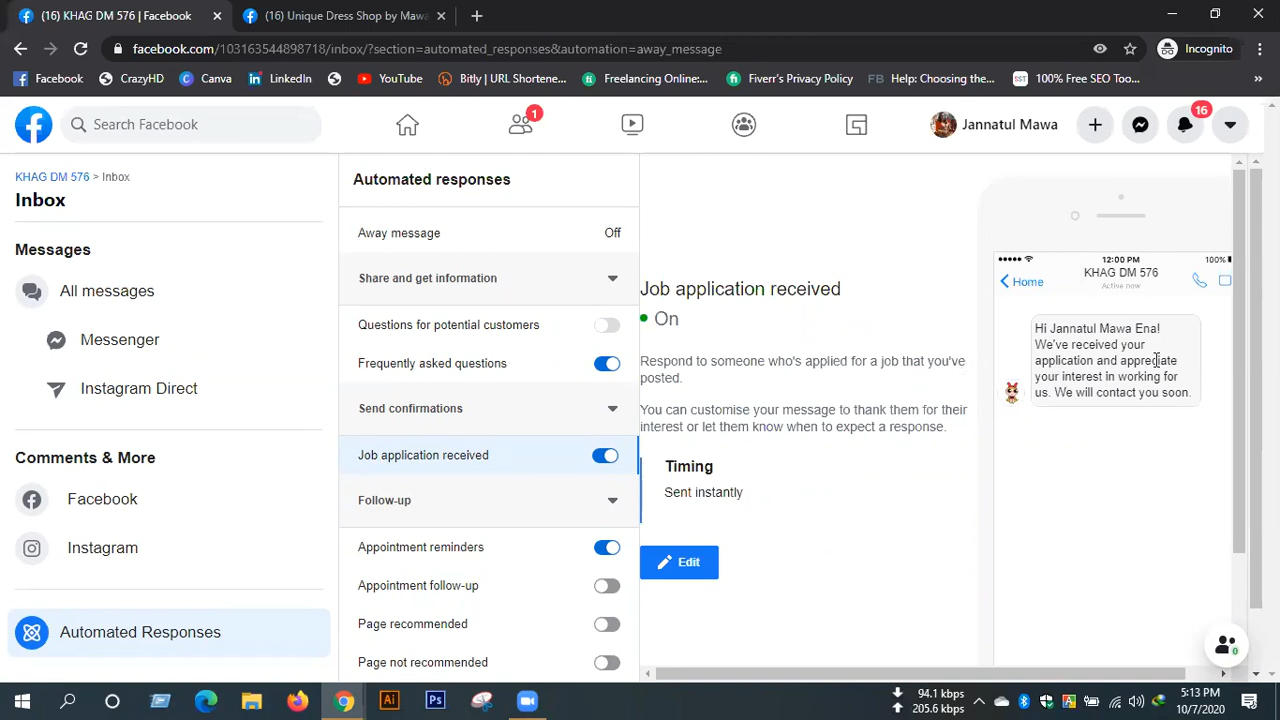 (16) KHAG DM 576 | Facebook
(16) Unique Dress Shop by Mawa
facebook.com/103163544898718/inbox/?section=automated_responses&automation=away_message
Incognito
Facebook
CrazyHD
Canva
LinkedIn
YouTube
Bitly | URL Shortene...
Freelancing Online:...
Fiverr's Privacy Policy
FB Help: Choosing the...
SST 100% Free SEO Too...
Search Facebook
1
Jannatul Mawa
16
KHAG DM 576 > Inbox
Inbox
Messages
All messages
Messenger
Instagram Direct
Comments & More
Facebook
Instagram
Automated Responses
Automated responses
Away message Off
Share and get information
Questions for potential customers
Frequently asked questions
Send confirmations
Job application received
Follow-up
Appointment reminders
Appointment follow-up
Page recommended
Page not recommended
Job application received
On
Respond to someone who's applied for a job that you've
posted.
You can customise your message to thank them for their
interest or let them know when to expect a response.
Timing
Sent instantly
Edit
12:00 PM
100%
Home
KHAG DM 576
Active now
Hi Jannatul Mawa Ena!
We've received your
application and appreciate
your interest in working for
us. We will contact you soon.
0
Ai
Ps
94.1 kbps
205.6 kbps
5:13 PM
10/7/2020